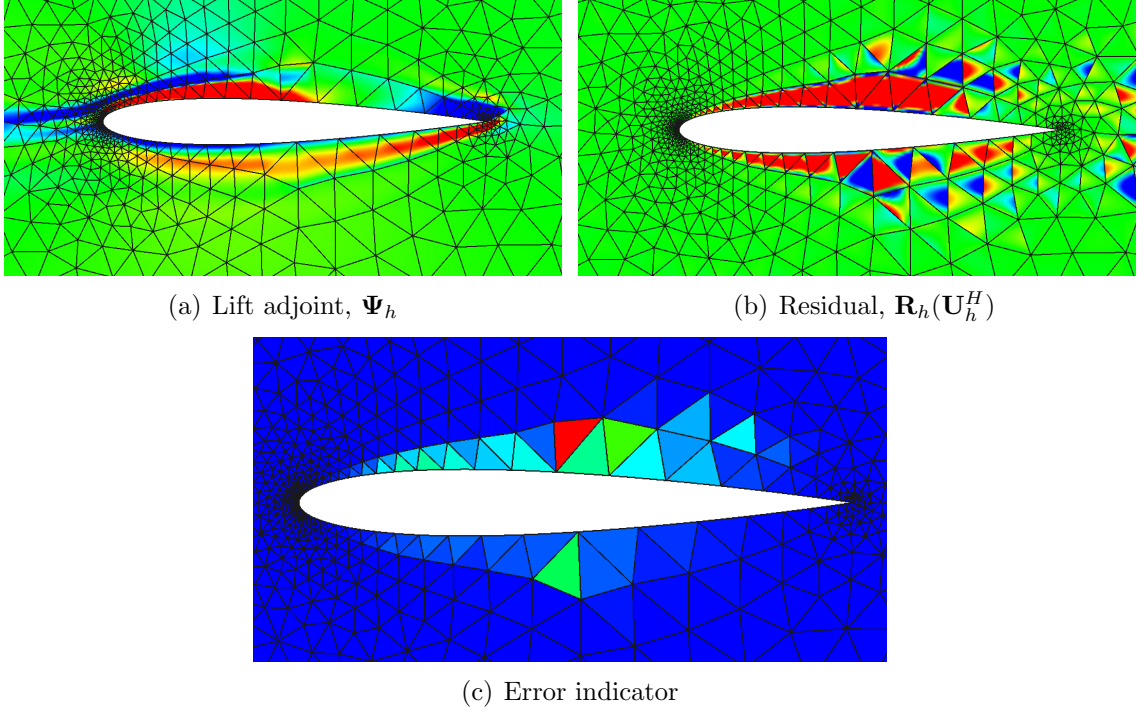 (a) Lift adjoint, Ψ_h
(b) Residual, R_h(U_h^H)
(c) Error indicator